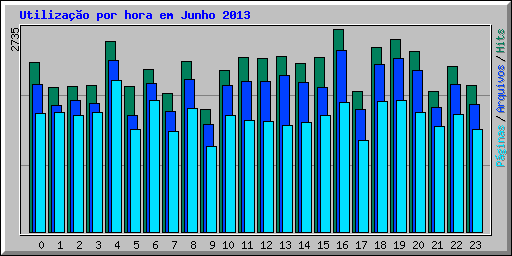 Utilização por hora em Junho 2013
2735
Páginas / Arquivos / Hits
0 1 2 3 4 5 6 7 8 9 10 11 12 13 14 15 16 17 18 19 20 21 22 23